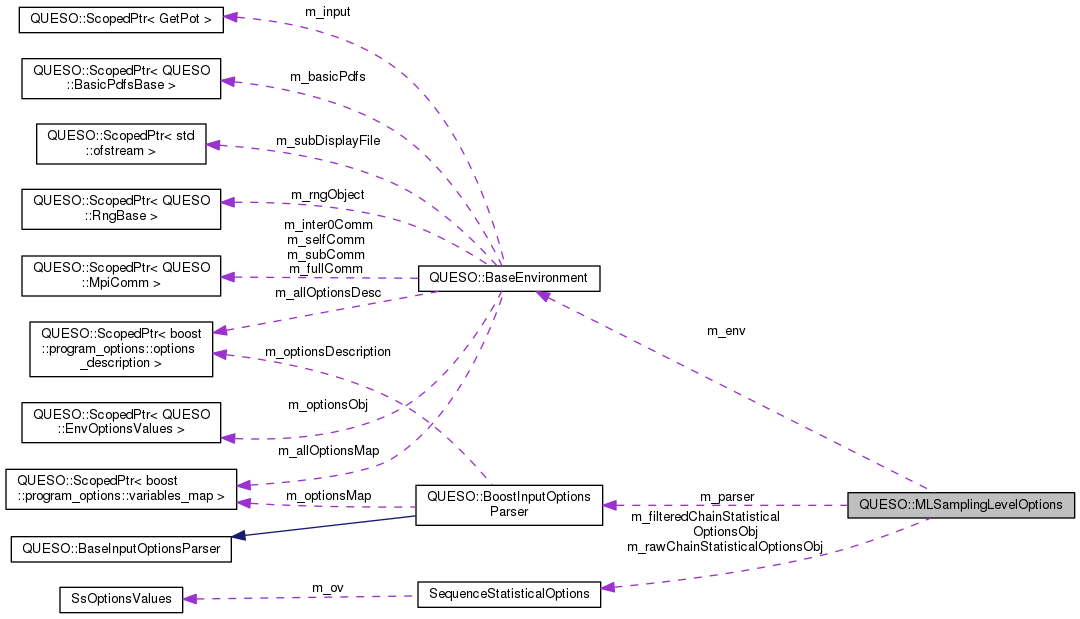 QUESO::ScopedPtr< GetPot >
m_input
QUESO::ScopedPtr< QUESO
::BasicPdfsBase >
m_basicPdfs
QUESO::ScopedPtr< std
::ofstream >
m_subDisplayFile
QUESO::ScopedPtr< QUESO
::RngBase >
m_rngObject
m_inter0Comm
m_selfComm
m_subComm
m_fullComm
QUESO::ScopedPtr< QUESO
::MpiComm >
QUESO::BaseEnvironment
m_allOptionsDesc
QUESO::ScopedPtr< boost
::program_options::options
_description >
m_optionsDescription
m_env
QUESO::ScopedPtr< QUESO
::EnvOptionsValues >
m_optionsObj
m_allOptionsMap
QUESO::ScopedPtr< boost
::program_options::variables_map >
m_optionsMap
QUESO::BoostInputOptions
Parser
m_parser
QUESO::MLSamplingLevelOptions
m_filteredChainStatistical
OptionsObj
m_rawChainStatisticalOptionsObj
QUESO::BaseInputOptionsParser
SsOptionsValues
m_ov
SequenceStatisticalOptions